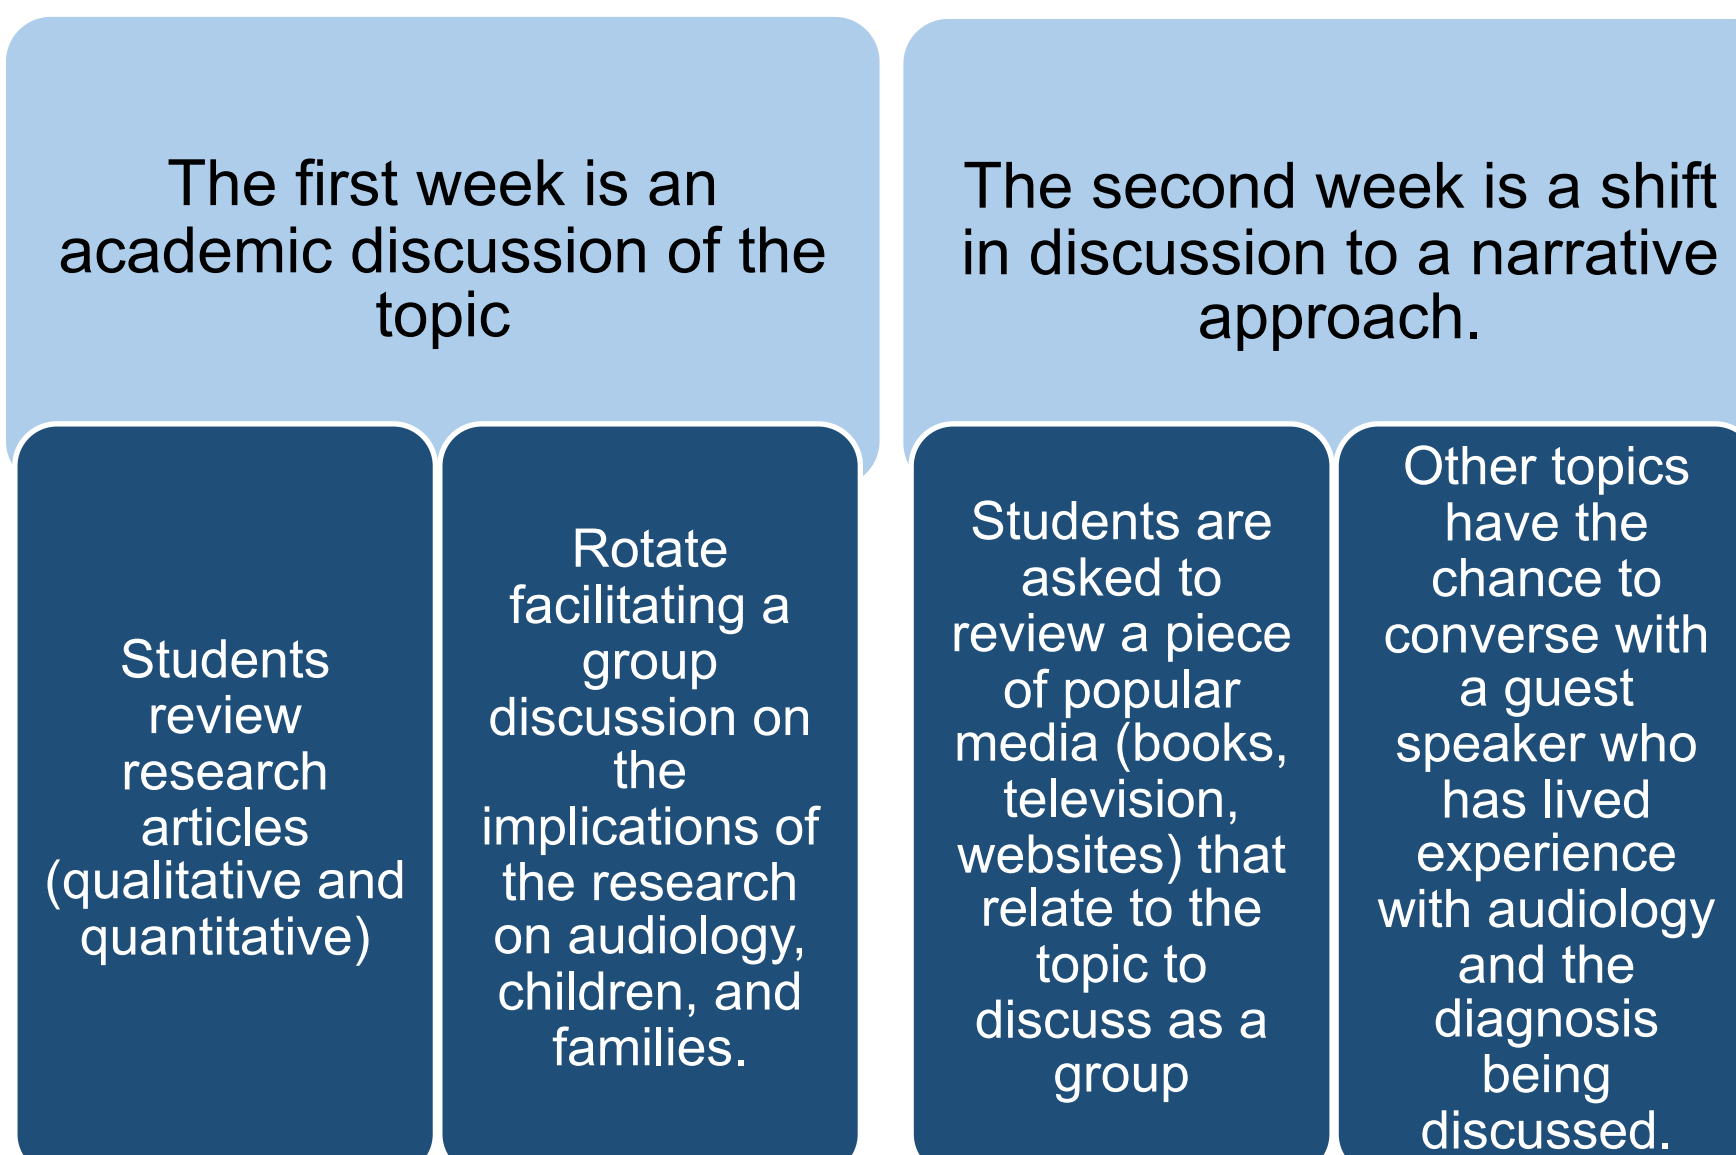 The first week is an
academic discussion of the
topic
Students
review
research
articles
(qualitative and
quantitative)
Rotate
facilitating a
group
discussion on
the
implications of
the research
on audiology,
children, and
families.
The second week is a shift
in discussion to a narrative
approach.
Students are
asked to
review a piece
of popular
media (books,
television,
websites) that
relate to the
topic to
discuss as a
group
Other topics
have the
chance to
converse with
a guest
speaker who
has lived
experience
with audiology
and the
diagnosis
being
discussed.